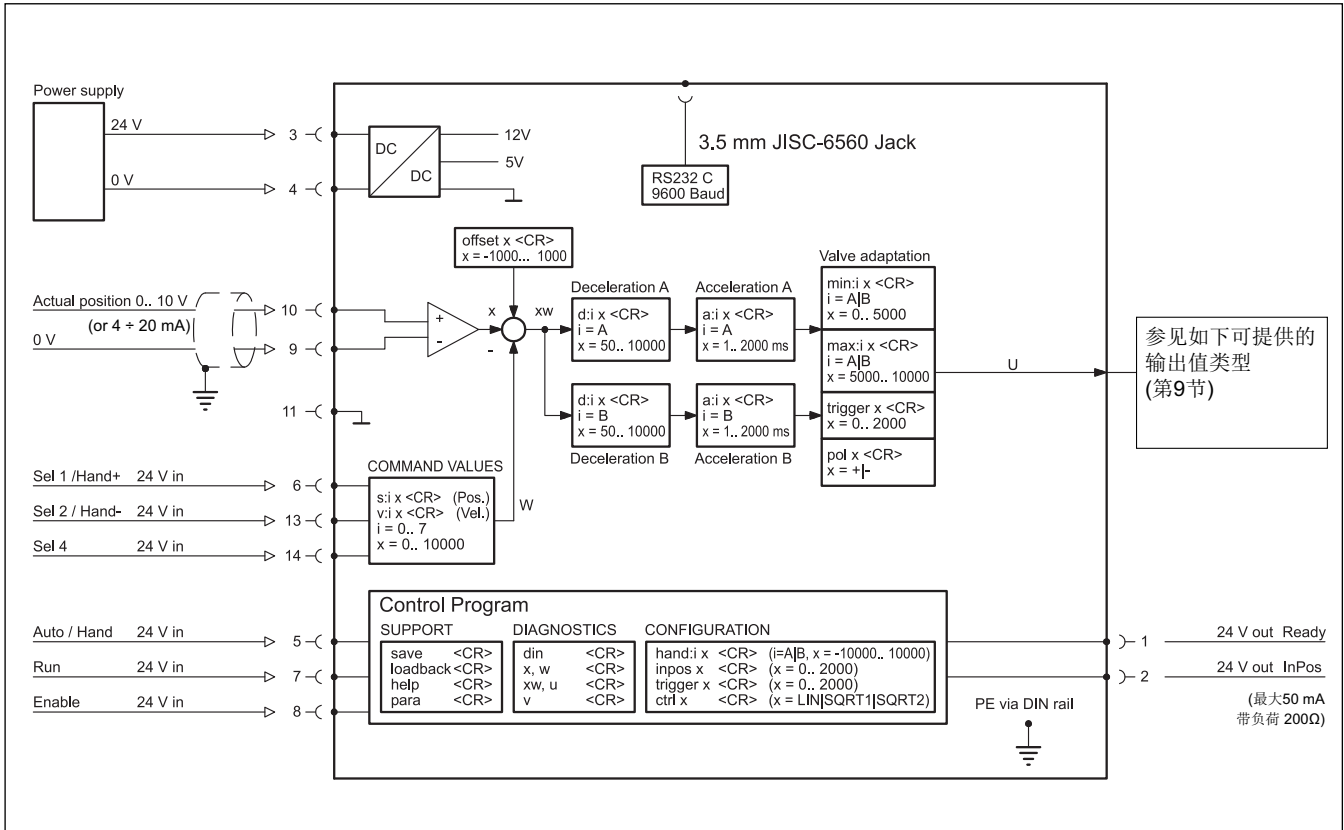 Power supply
24 V
0 V
3
4
DC
DC
12V
5V
3.5 mm JISC-6560 Jack
RS232 C
9600 Baud
offset x <CR>
x = -1000... 1000
Actual position 0.. 10 V
(or 4 ÷ 20 mA)
0 V
10
9
11
+
-
x
-
xw
W
Deceleration A
d:i x <CR>
i = A
x = 50.. 10000
Acceleration A
a:i x <CR>
i = A
x = 1.. 2000 ms
d:i x <CR>
i = B
x = 50.. 10000
Deceleration B
a:i x <CR>
i = B
x = 1.. 2000 ms
Acceleration B
Valve adaptation
min:i x <CR>
i = A|B
x = 0.. 5000
max:i x <CR>
i = A|B
x = 5000.. 10000
trigger x <CR>
x = 0.. 2000
pol x <CR>
x = +|-
U
参见如下可提供的
输出值类型
(第9节)
Sel 1 /Hand+ 24 V in
Sel 2 / Hand- 24 V in
Sel 4 24 V in
6
13
14
COMMAND VALUES
s:i x <CR> (Pos.)
v:i x <CR> (Vel.)
i = 0.. 7
x = 0.. 10000
Auto / Hand 24 V in
Run 24 V in
Enable 24 V in
5
7
8
Control Program
SUPPORT
save <CR>
loadback <CR>
help <CR>
para <CR>
DIAGNOSTICS
din <CR>
x, w <CR>
xw, u <CR>
v <CR>
CONFIGURATION
hand:i x <CR> (i=A|B, x = -10000.. 10000)
inpos x <CR> (x = 0.. 2000)
trigger x <CR> (x = 0.. 2000)
ctrl x <CR> (x = LIN|SQRT1|SQRT2)
PE via DIN rail
1
24 V out Ready
2
24 V out InPos
(最大50 mA
带负荷 200Ω)